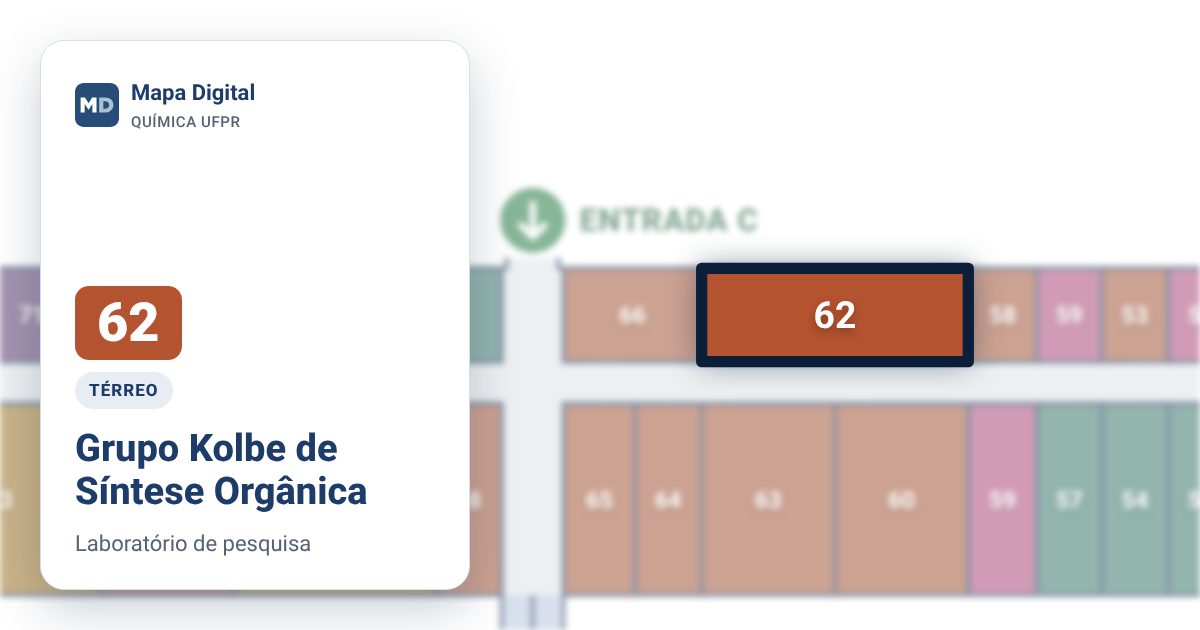 MD
Mapa Digital
QUÍMICA UFPR
62
TÉRREO
Grupo Kolbe de
Síntese Orgânica
Laboratório de pesquisa
ENTRADA C
66
62
58
59
53
65
64
63
60
59
57
54